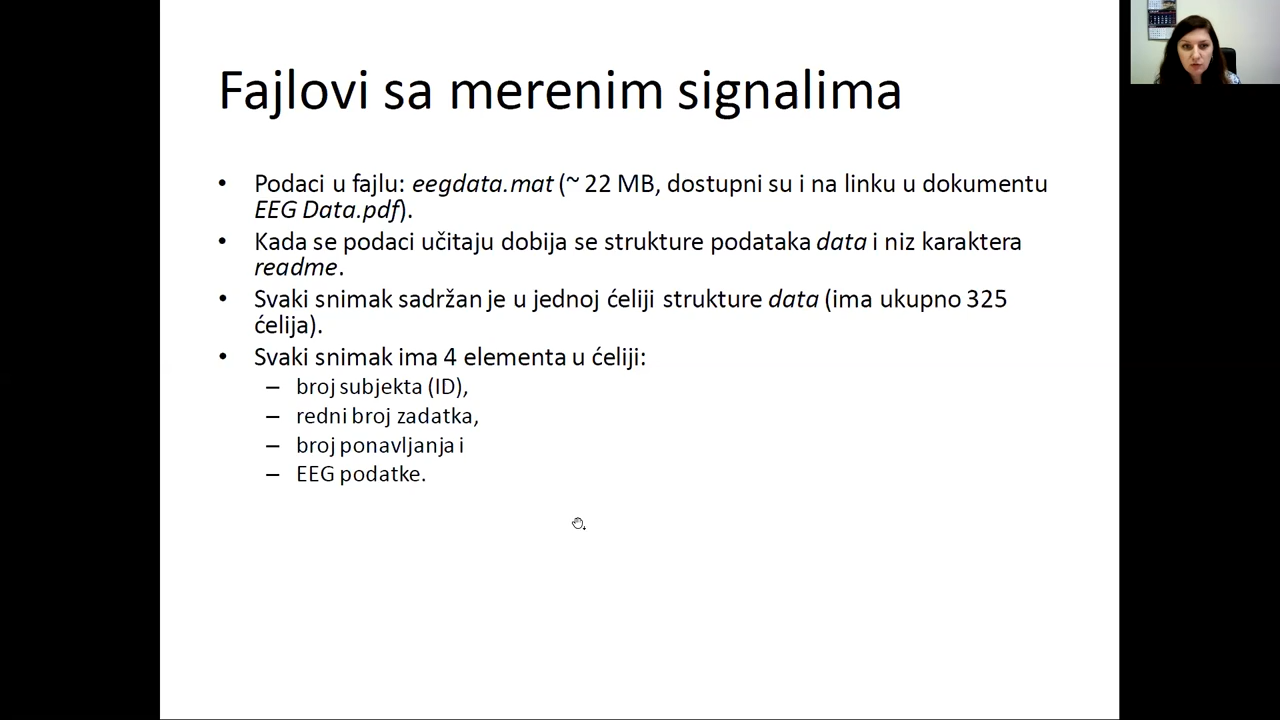 Fajlovi sa merenim signalima
• Podaci u fajlu: eegdata.mat (~ 22 MB, dostupni su i na linku u dokumentu
EEG Data.pdf).
• Kada se podaci učitaju dobija se strukture podataka data i niz karaktera
readme.
• Svaki snimak sadržan je u jednoj ćeliji strukture data (ima ukupno 325
ćelija).
• Svaki snimak ima 4 elementa u ćeliji:
– broj subjekta (ID),
– redni broj zadatka,
– broj ponavljanja i
– EEG podatke.